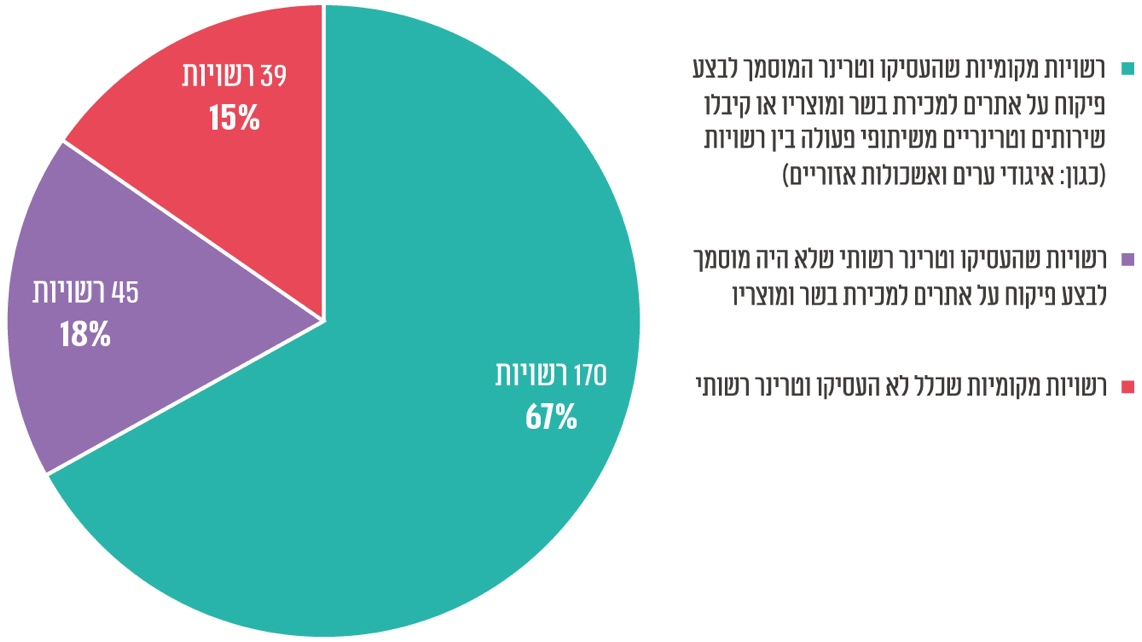 רשויות מקומיות שהעסיקו וטרינר המוסמך לבצע
פיקוח על אתרים למכירת בשר ומוצריו או קיבלו
שירותים וטרינריים משיתופי פעולה בין רשויות
(כגון: איגודי ערים ואשכולות אזוריים)
רשויות שהעסיקו וטרינר רשותי שלא היה מוסמך
לבצע פיקוח על אתרים למכירת בשר ומוצריו
רשויות מקומיות שכלל לא העסיקו וטרינר רשותי
39 רשויות
15%
45 רשויות
18%
170 רשויות
67%